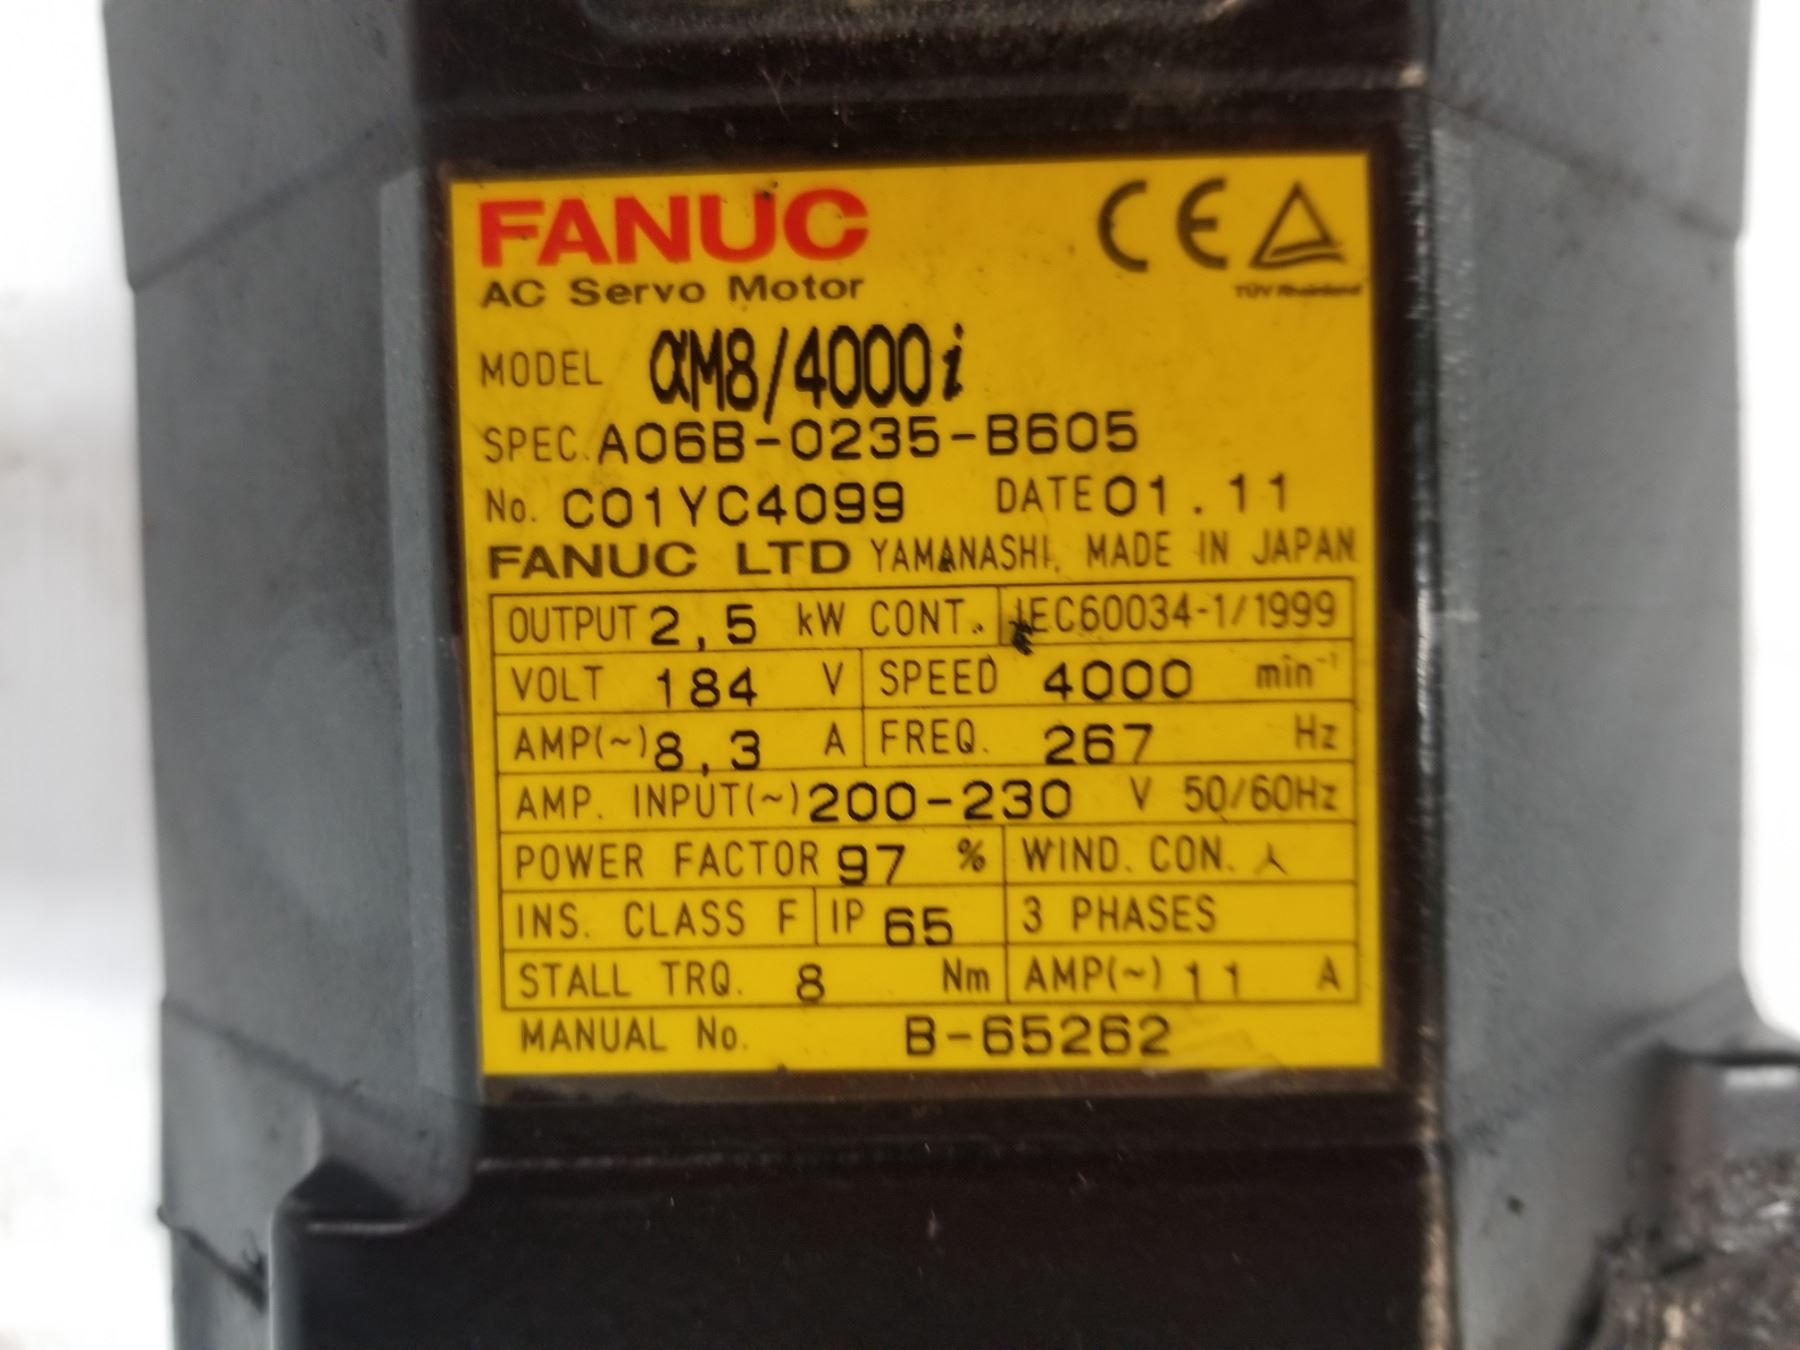 FANUC CE
TÜV Rheinland
AC Servo Motor
MODEL αM8/4000i
SPEC. A06B-0235-B605
No. C01YC4099 DATE 01.11
FANUC LTD YAMANASHI, MADE IN JAPAN
OUTPUT 2,5 kW CONT. IEC60034-1/1999
VOLT 184 V SPEED 4000 min⁻¹
AMP(~) 8,3 A FREQ. 267 Hz
AMP. INPUT(~) 200-230 V 50/60Hz
POWER FACTOR 97 % WIND. CON. ⅄
INS. CLASS F IP 65 3 PHASES
STALL TRQ. 8 Nm AMP(~) 11 A
MANUAL No. B-65262